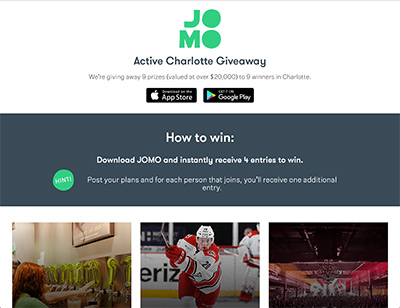 JO
MO
Active Charlotte Giveaway
We're giving away 9 prizes (valued at over $20,000) to 9 winners in Charlotte.
Download on the
App Store
GET IT ON
Google Play
How to win:
Download JOMO and instantly receive 4 entries to win.
HINT!
Post your plans and for each person that joins, you'll receive one additional
entry.
eriz